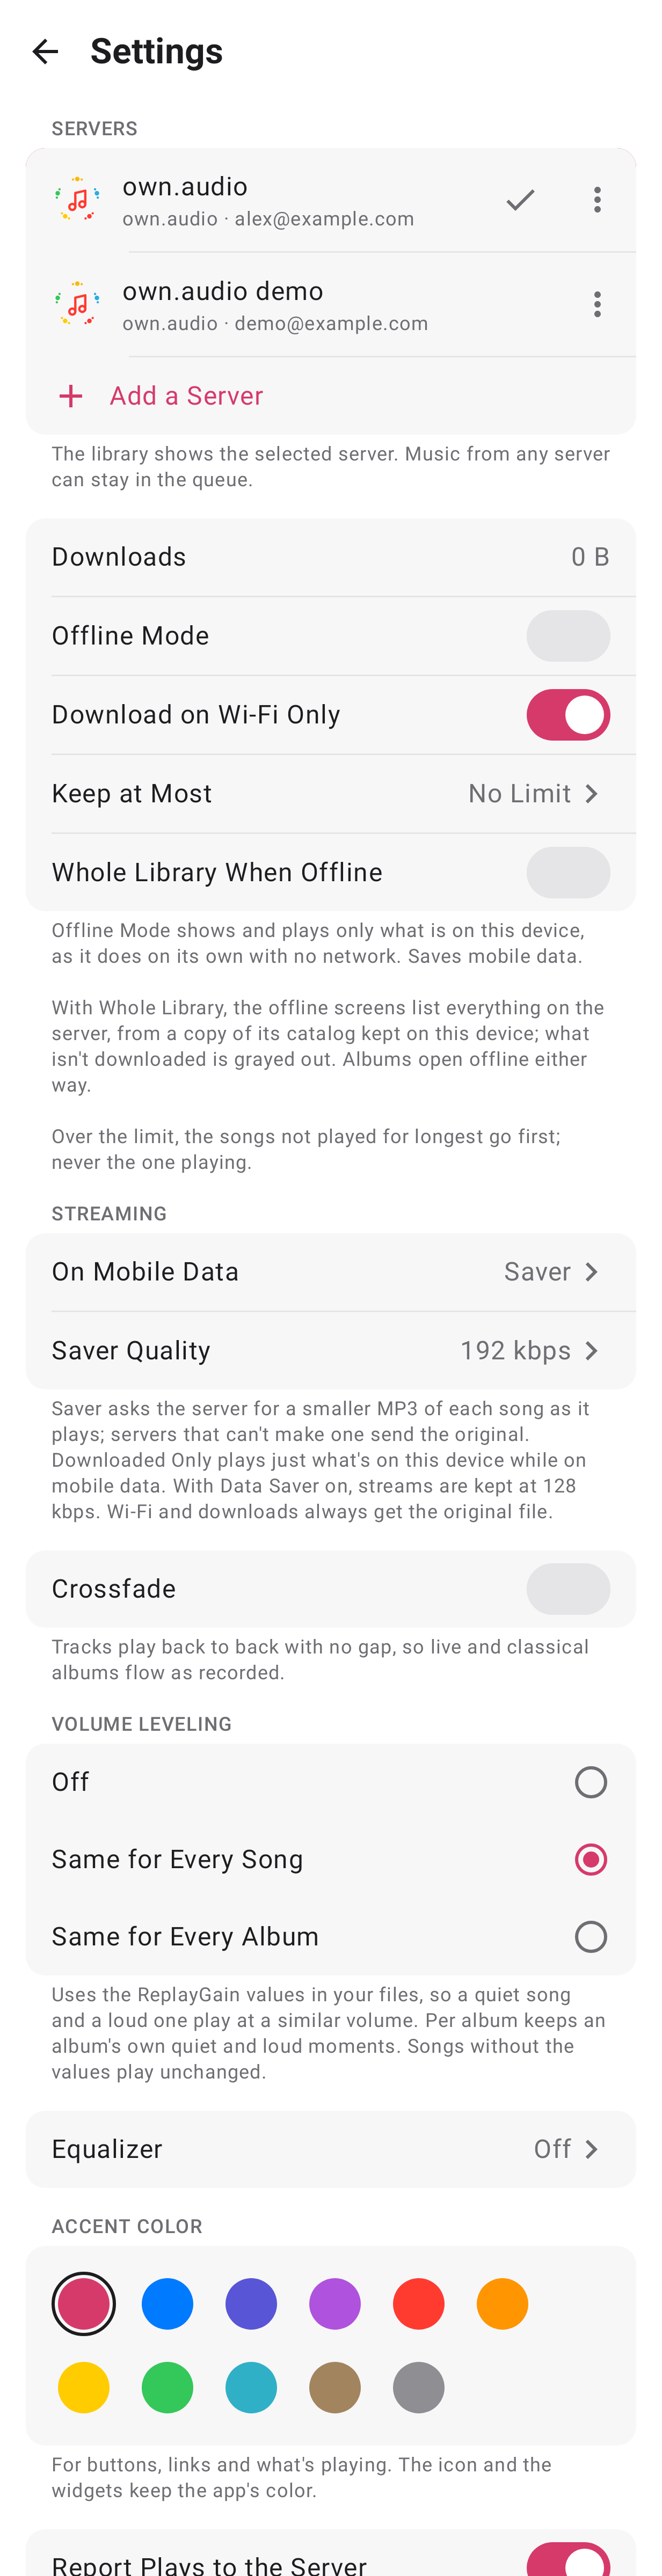 Settings
SERVERS
own.audio
own.audio · alex@example.com
own.audio demo
own.audio · demo@example.com
Add a Server
The library shows the selected server. Music from any server
can stay in the queue.
Downloads 0 B
Offline Mode
Download on Wi-Fi Only
Keep at Most No Limit
Whole Library When Offline
Offline Mode shows and plays only what is on this device,
as it does on its own with no network. Saves mobile data.
With Whole Library, the offline screens list everything on the
server, from a copy of its catalog kept on this device; what
isn't downloaded is grayed out. Albums open offline either
way.
Over the limit, the songs not played for longest go first;
never the one playing.
STREAMING
On Mobile Data Saver
Saver Quality 192 kbps
Saver asks the server for a smaller MP3 of each song as it
plays; servers that can't make one send the original.
Downloaded Only plays just what's on this device while on
mobile data. With Data Saver on, streams are kept at 128
kbps. Wi-Fi and downloads always get the original file.
Crossfade
Tracks play back to back with no gap, so live and classical
albums flow as recorded.
VOLUME LEVELING
Off
Same for Every Song
Same for Every Album
Uses the ReplayGain values in your files, so a quiet song
and a loud one play at a similar volume. Per album keeps an
album's own quiet and loud moments. Songs without the
values play unchanged.
Equalizer Off
ACCENT COLOR
For buttons, links and what's playing. The icon and the
widgets keep the app's color.
Report Plays to the Server